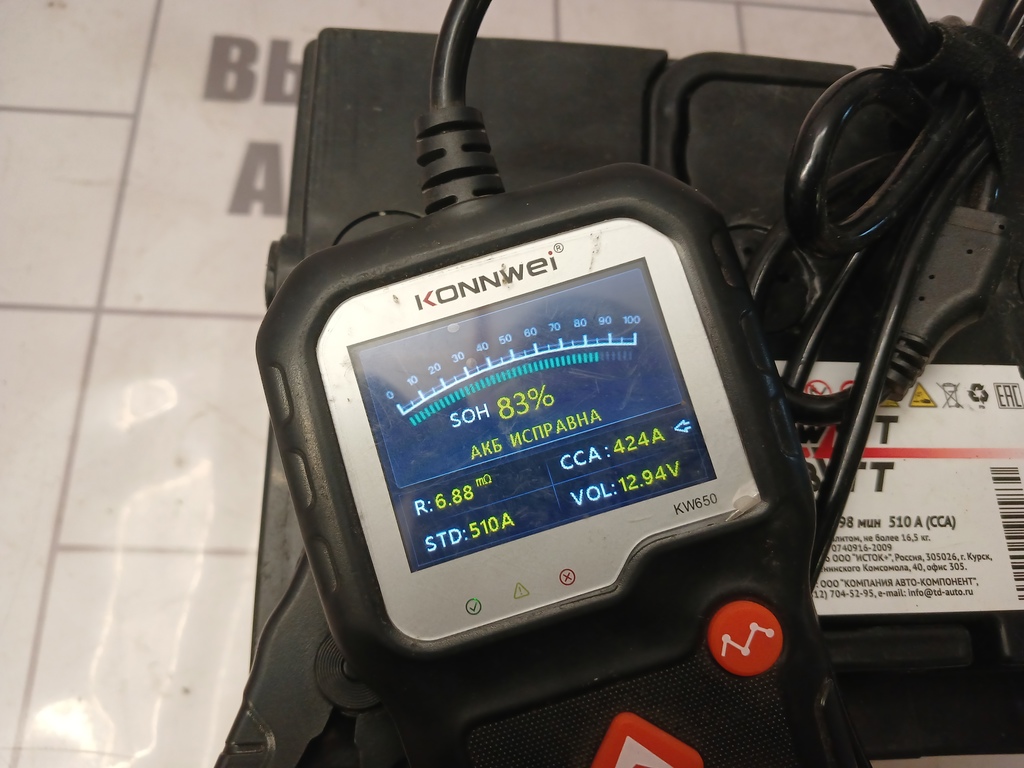 KONNWEI®
0 10 20 30 40 50 60 70 80 90 100
SOH 83%
АКБ ИСПРАВНА
R:6.88 mΩ
CCA:424A
STD:510A
VOL:12.94V
KW650
EAC
98 мин 510 А (ССА)
не более 16,5 кг.
0740916-2009
ООО "ИСТОК+", Россия, 305026, г. Курск,
Комсомола, 40, офис 305.
ООО "КОМПАНИЯ АВТО-КОМПОНЕНТ",
12) 704-52-95, e-mail: info@td-auto.ru